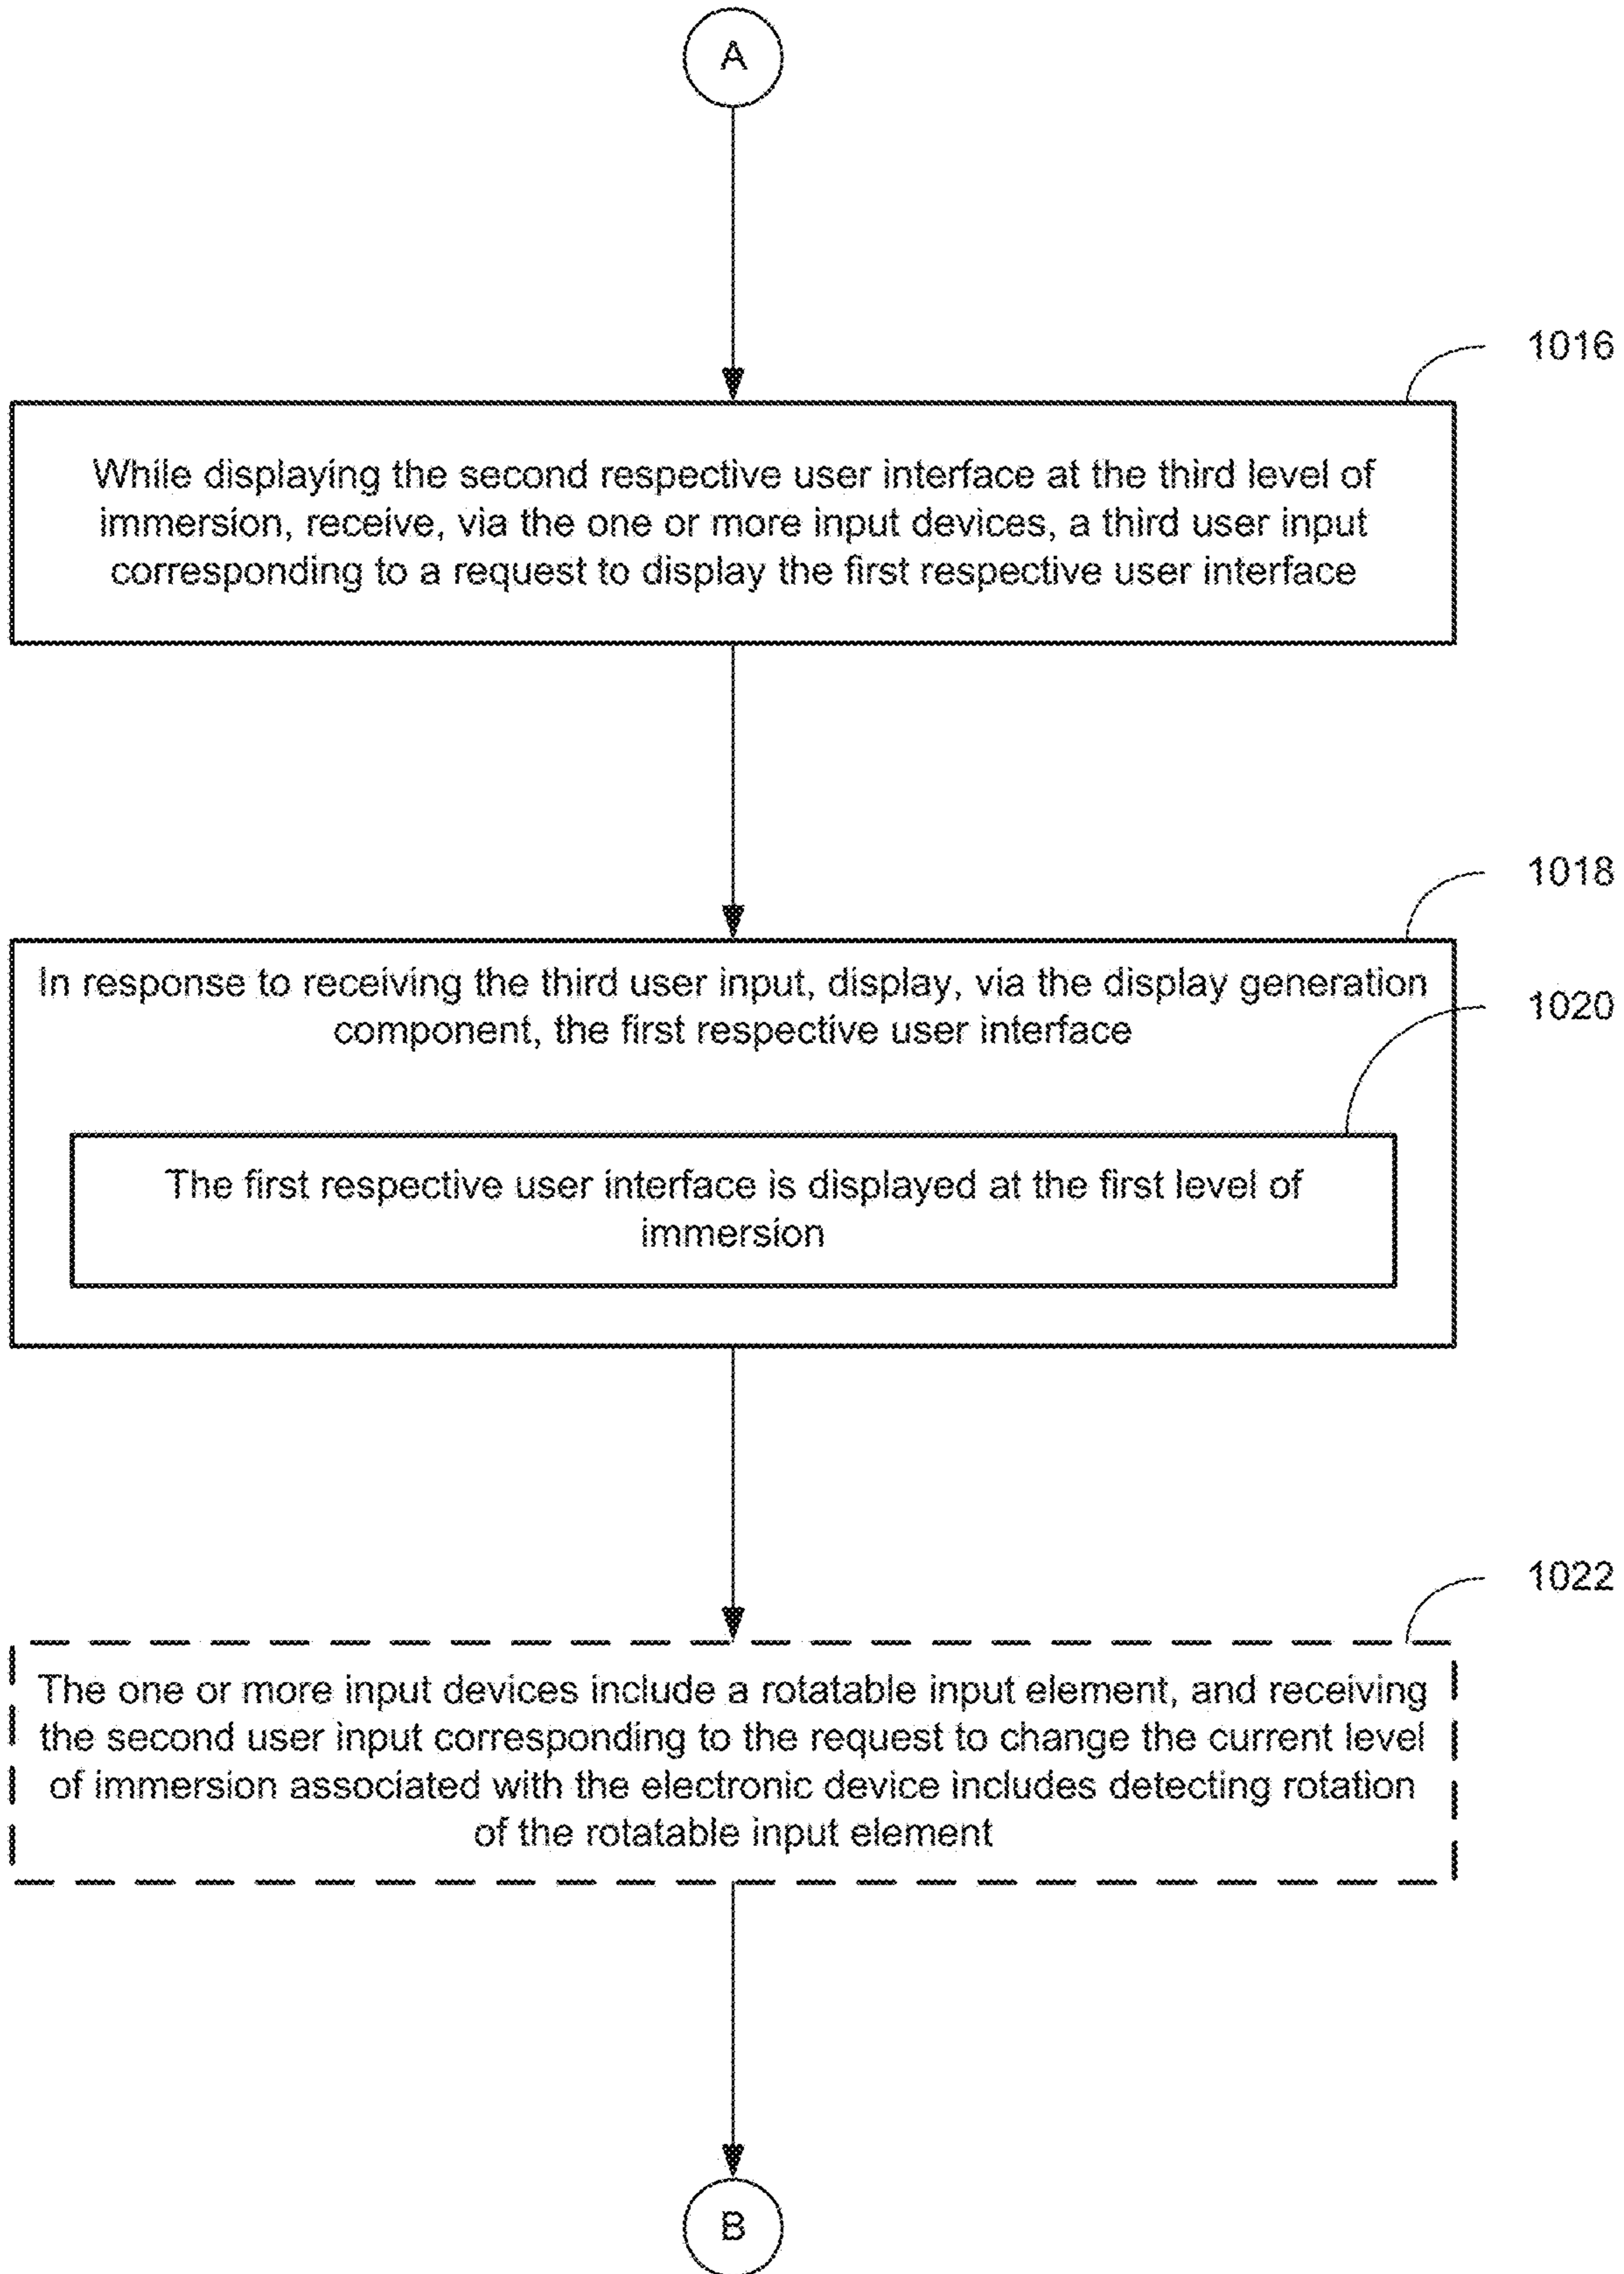 A
1016
While displaying the second respective user interface at the third level of
immersion, receive, via the one or more input devices, a third user input
corresponding to a request to display the first respective user interface
1018
In response to receiving the third user input, display, via the display generation
component, the first respective user interface
1020
The first respective user interface is displayed at the first level of
immersion
1022
The one or more input devices include a rotatable input element, and receiving
the second user input corresponding to the request to change the current level
of immersion associated with the electronic device includes detecting rotation
of the rotatable input element
B